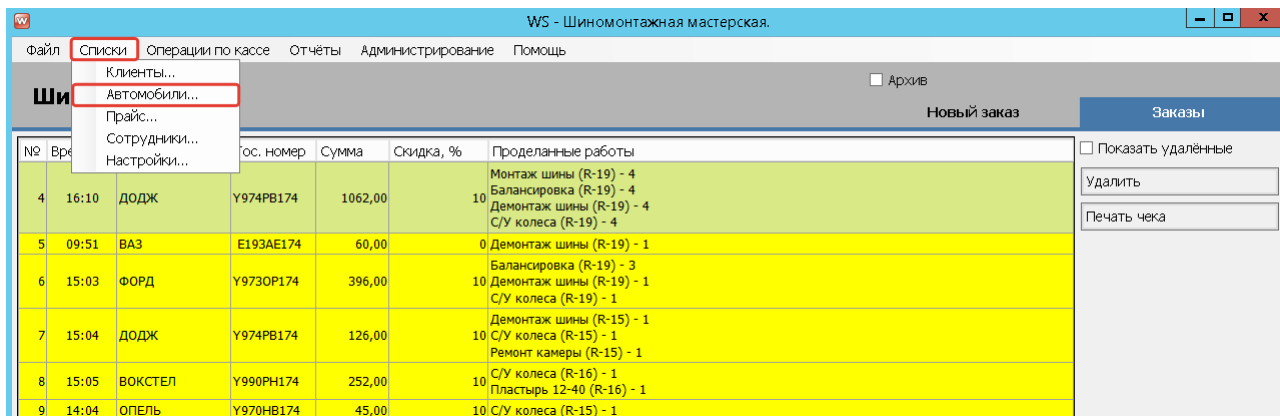 WS - Шиномонтажная мастерская.
Файл Списки Операции по кассе Отчёты Администрирование Помощь
Клиенты...
Автомобили...
Прайс...
Сотрудники...
Настройки...
Архив
Новый заказ Заказы
№ Сумма Скидка, % Проделанные работы
Показать удалённые
Удалить
Печать чека
4 16:10 ДОДЖ Y974PB174 1062,00 10 Монтаж шины (R-19) - 4
Балансировка (R-19) - 4
Демонтаж шины (R-19) - 4
С/У колеса (R-19) - 4
5 09:51 ВАЗ E193AE174 60,00 0 Демонтаж шины (R-19) - 1
6 15:03 ФОРД Y973OP174 396,00 10 Балансировка (R-19) - 3
Демонтаж шины (R-19) - 1
С/У колеса (R-19) - 1
7 15:04 ДОДЖ Y974PB174 126,00 10 Демонтаж шины (R-15) - 1
С/У колеса (R-15) - 1
Ремонт камеры (R-15) - 1
8 15:05 ВОКСТЕЛ Y990PH174 252,00 10 С/У колеса (R-16) - 1
Пластырь 12-40 (R-16) - 1
9 14:04 ОПЕЛЬ Y970HB174 45,00 10 С/У колеса (R-15) - 1